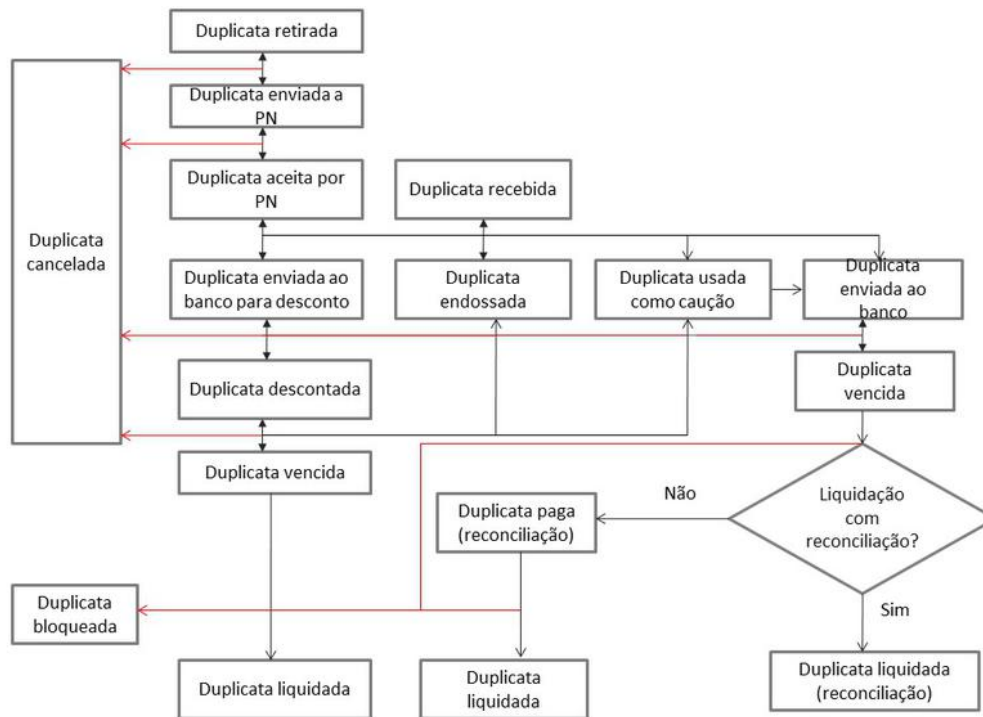 Duplicata retirada
Duplicata enviada a
PN
Duplicata aceita por
PN
Duplicata recebida
Duplicata
cancelada
Duplicata enviada ao
banco para desconto
Duplicata
endossada
Duplicata usada
como caução
Duplicata
enviada ao
banco
Duplicata descontada
Duplicata
vencida
Duplicata vencida
Não
Liquidação
com
reconciliação?
Duplicata paga
(reconciliação)
Duplicata
bloqueada
Sim
Duplicata liquidada
Duplicata
liquidada
Duplicata liquidada
(reconciliação)